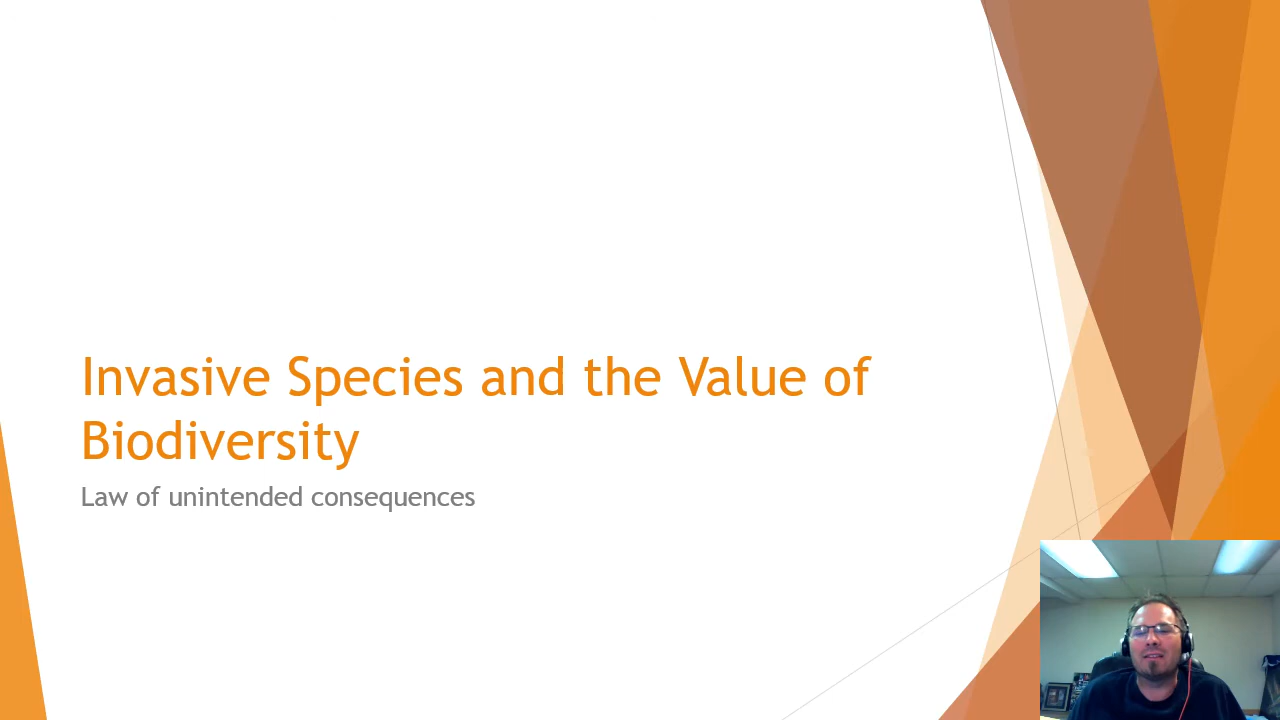 Invasive Species and the Value of
Biodiversity
Law of unintended consequences